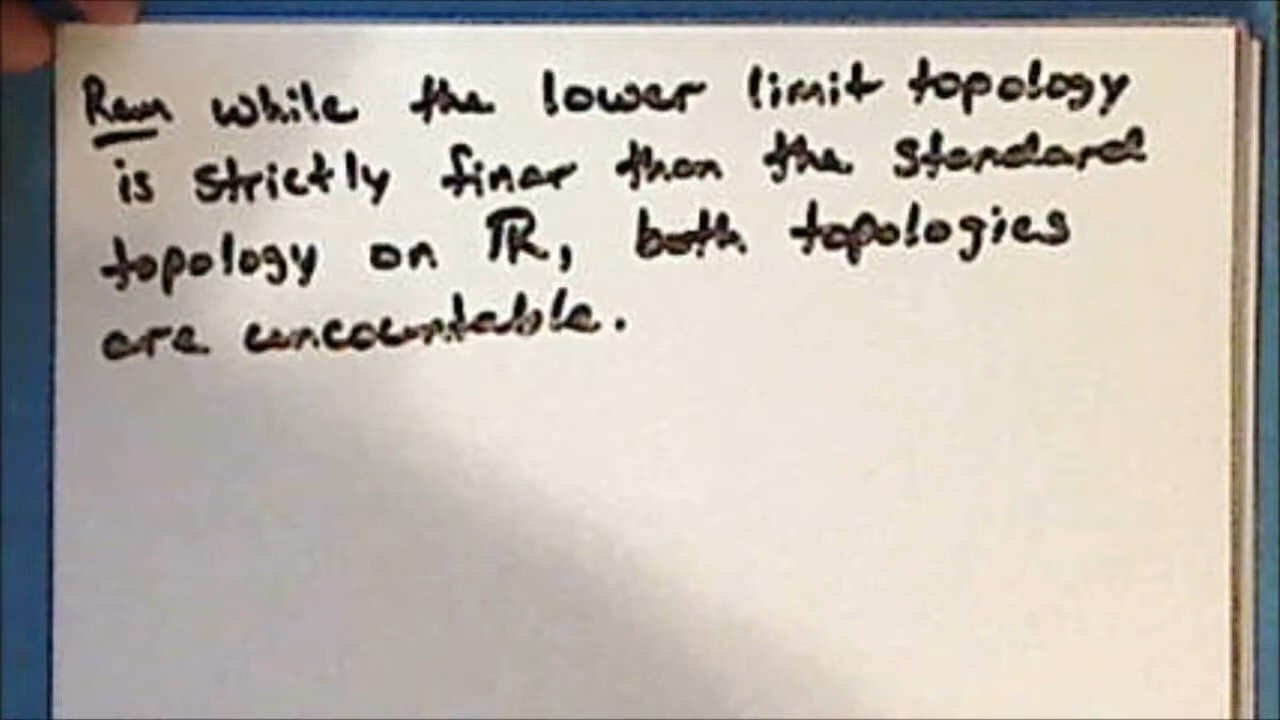 Rem while the lower limit topology
is strictly finer than the standard
topology on ℝ, both topologies
are uncountable.